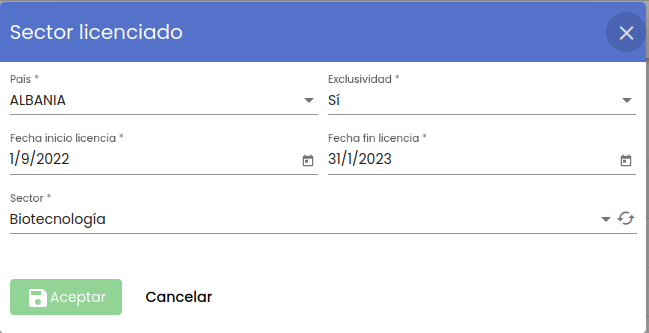 Sector licenciado
País *
Exclusividad *
ALBANIA
Sí
Fecha inicio licencia *
Fecha fin licencia *
1/9/2022
31/1/2023
Sector *
Biotecnología
Aceptar
Cancelar